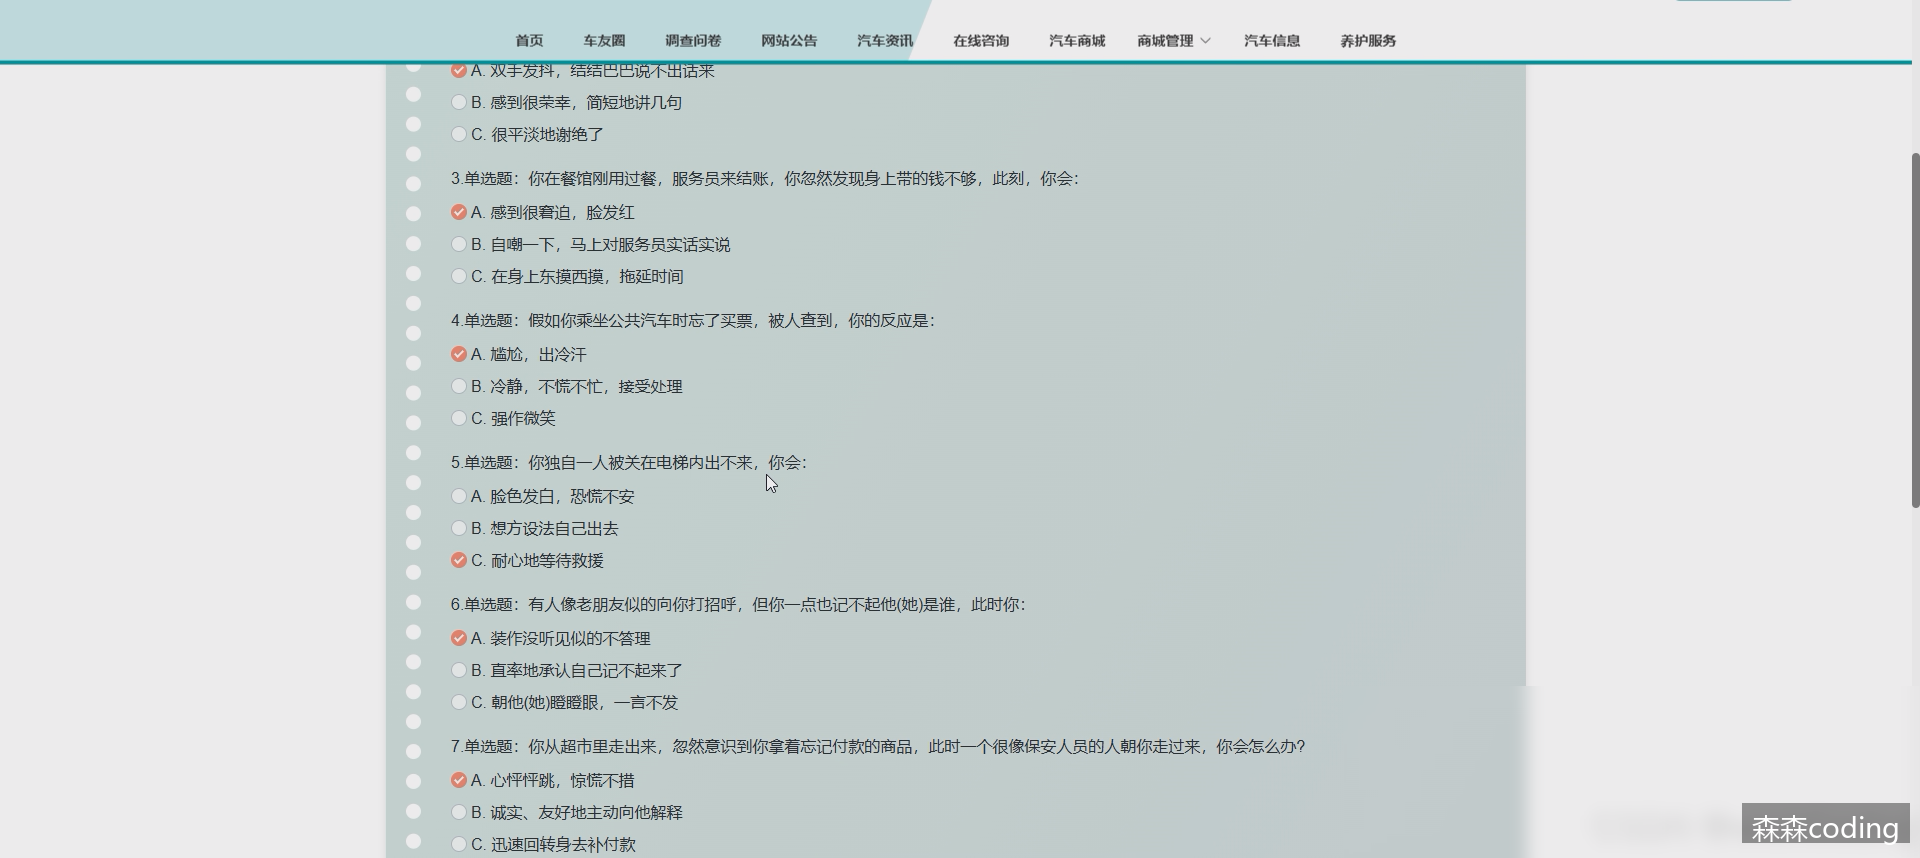 首页 车友圈 调查问卷 网站公告 汽车资讯 在线咨询 汽车商城 商城管理 汽车信息 养护服务
A. 双手发抖，结结巴巴说不出话来
B. 感到很荣幸，简短地讲几句
C. 很平淡地谢绝了
3.单选题：你在餐馆刚用过餐，服务员来结账，你忽然发现身上带的钱不够，此刻，你会：
A. 感到很窘迫，脸发红
B. 自嘲一下，马上对服务员实话实说
C. 在身上东摸西摸，拖延时间
4.单选题：假如你乘坐公共汽车时忘了买票，被人查到，你的反应是：
A. 尴尬，出冷汗
B. 冷静，不慌不忙，接受处理
C. 强作微笑
5.单选题：你独自一人被关在电梯内出不来，你会：
A. 脸色发白，恐慌不安
B. 想方设法自己出去
C. 耐心地等待救援
6.单选题：有人像老朋友似的向你打招呼，但你一点也记不起他(她)是谁，此时你：
A. 装作没听见似的不答理
B. 直率地承认自己记不起来了
C. 朝他(她)瞪瞪眼，一言不发
7.单选题：你从超市里走出来，忽然意识到你拿着忘记付款的商品，此时一个很像保安人员的人朝你走过来，你会怎么办？
A. 心怦怦跳，惊慌不措
B. 诚实、友好地主动向他解释
C. 迅速回转身去补付款
森森coding